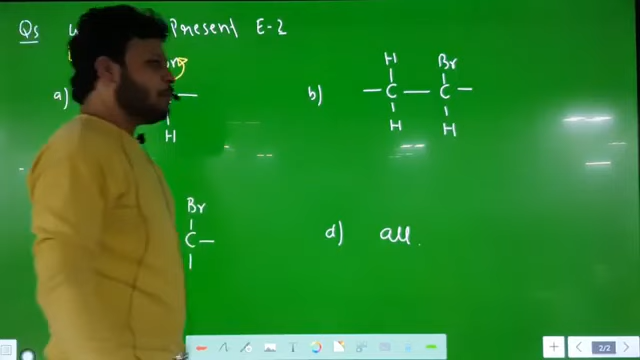 Qs Present E-2
a) H
b) H Br
— C — C —
H H
Br
C —
d) all.
2/2